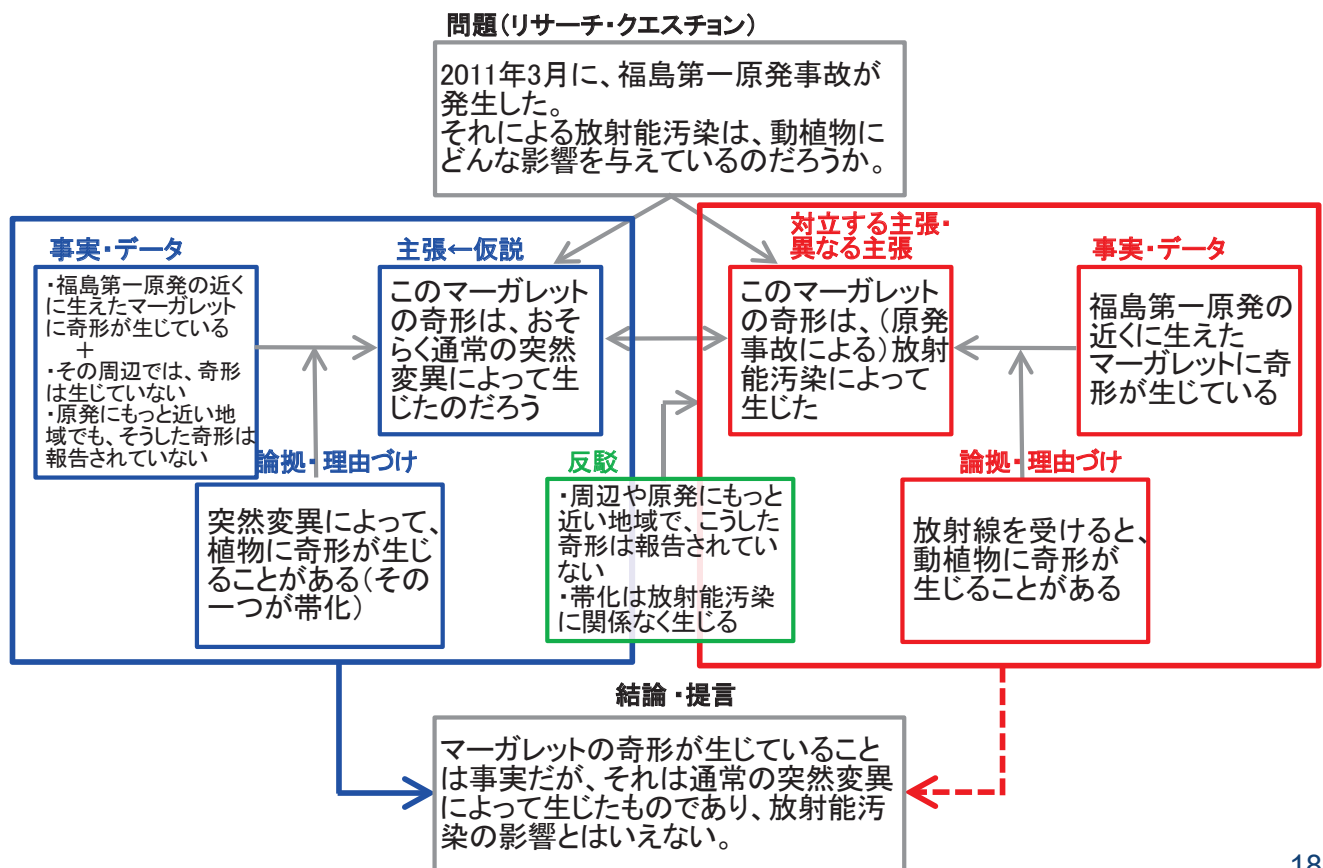 問題(リサーチ・クエスチョン)
2011年3月に、福島第一原発事故が
発生した。
それによる放射能汚染は、動植物に
どんな影響を与えているのだろうか。
事実・データ
・福島第一原発の近く
に生えたマーガレット
に奇形が生じている
+
・その周辺では、奇形
は生じていない
・原発にもっと近い地
域でも、そうした奇形は
報告されていない
主張←仮説
このマーガレット
の奇形は、おそ
らく通常の突然
変異によって生
じたのだろう
論拠・理由づけ
突然変異によって、
植物に奇形が生じ
ることがある(その
一つが帯化)
対立する主張・
異なる主張
このマーガレット
の奇形は、(原発
事故による)放射
能汚染によって
生じた
事実・データ
福島第一原発の
近くに生えた
マーガレットに奇
形が生じている
反駁
・周辺や原発にもっと
近い地域で、こうした
奇形は報告されてい
ない
・帯化は放射能汚染
に関係なく生じる
論拠・理由づけ
放射線を受けると、
動植物に奇形が
生じることがある
結論・提言
マーガレットの奇形が生じていること
は事実だが、それは通常の突然変異
によって生じたものであり、放射能汚
染の影響とはいえない。
18